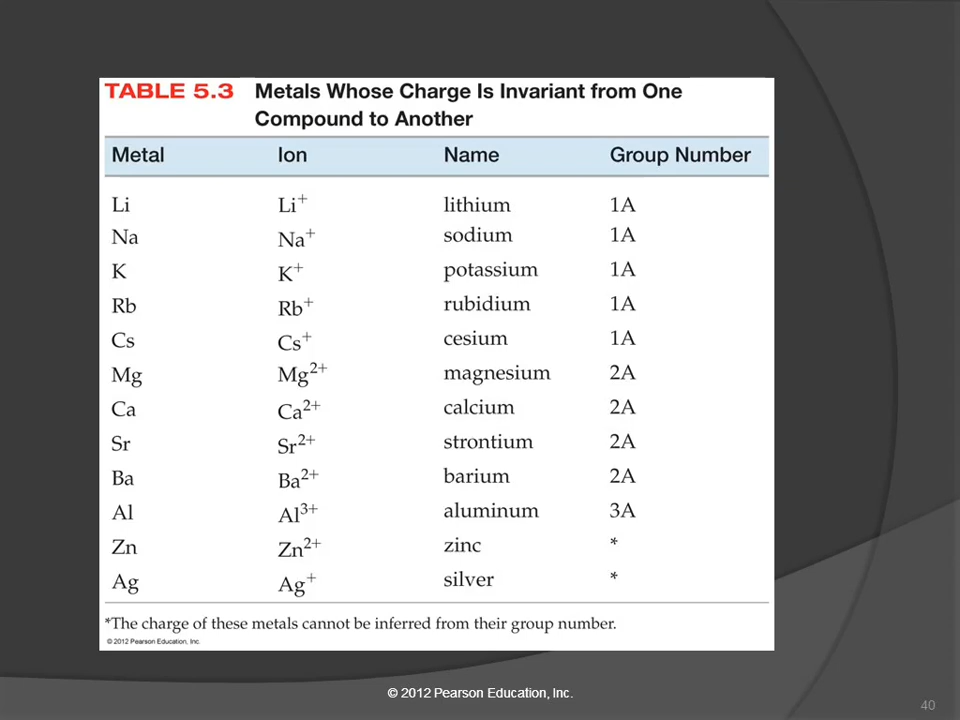 TABLE 5.3 Metals Whose Charge Is Invariant from One
Compound to Another
Metal Ion Name Group Number
Li Li⁺ lithium 1A
Na Na⁺ sodium 1A
K K⁺ potassium 1A
Rb Rb⁺ rubidium 1A
Cs Cs⁺ cesium 1A
Mg Mg²⁺ magnesium 2A
Ca Ca²⁺ calcium 2A
Sr Sr²⁺ strontium 2A
Ba Ba²⁺ barium 2A
Al Al³⁺ aluminum 3A
Zn Zn²⁺ zinc *
Ag Ag⁺ silver *
*The charge of these metals cannot be inferred from their group number.
© 2012 Pearson Education, Inc.
© 2012 Pearson Education, Inc.
40